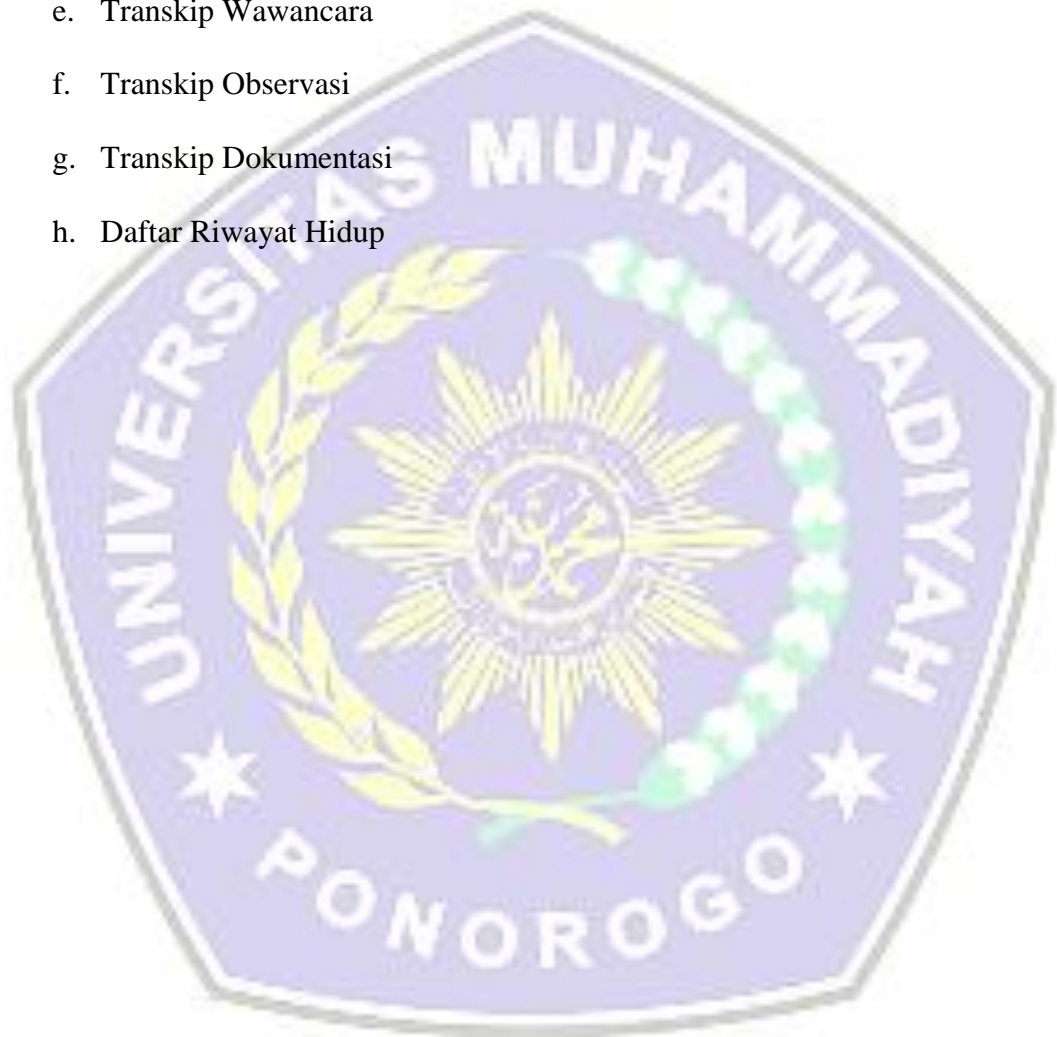 e. Transkip Wawancara
f. Transkip Observasi
g. Transkip Dokumentasi
h. Daftar Riwayat Hidup
UNIVERSITAS MUHAMMADIYAH
PONOROGO